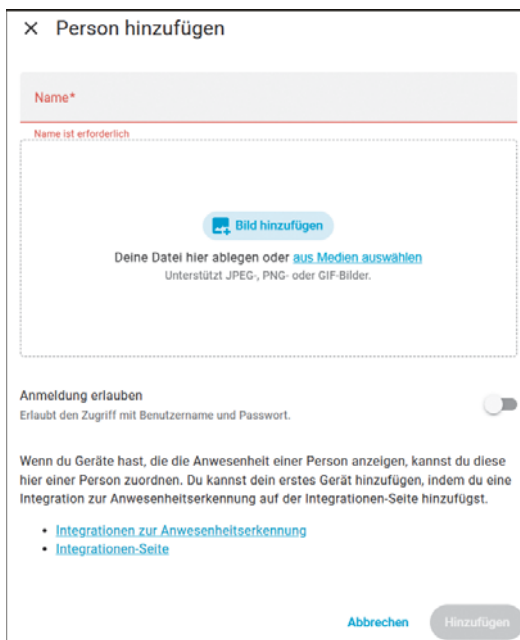 Person hinzufügen
Name*
Name ist erforderlich
Bild hinzufügen
Deine Datei hier ablegen oder aus Medien auswählen
Unterstützt JPEG-, PNG- oder GIF-Bilder.
Anmeldung erlauben
Erlaubt den Zugriff mit Benutzername und Passwort.
Wenn du Geräte hast, die die Anwesenheit einer Person anzeigen, kannst du diese
hier einer Person zuordnen. Du kannst dein erstes Gerät hinzufügen, indem du eine
Integration zur Anwesenheitserkennung auf der Integrationen-Seite hinzufügst.
• Integrationen zur Anwesenheitserkennung
• Integrationen-Seite
Abbrechen Hinzufügen